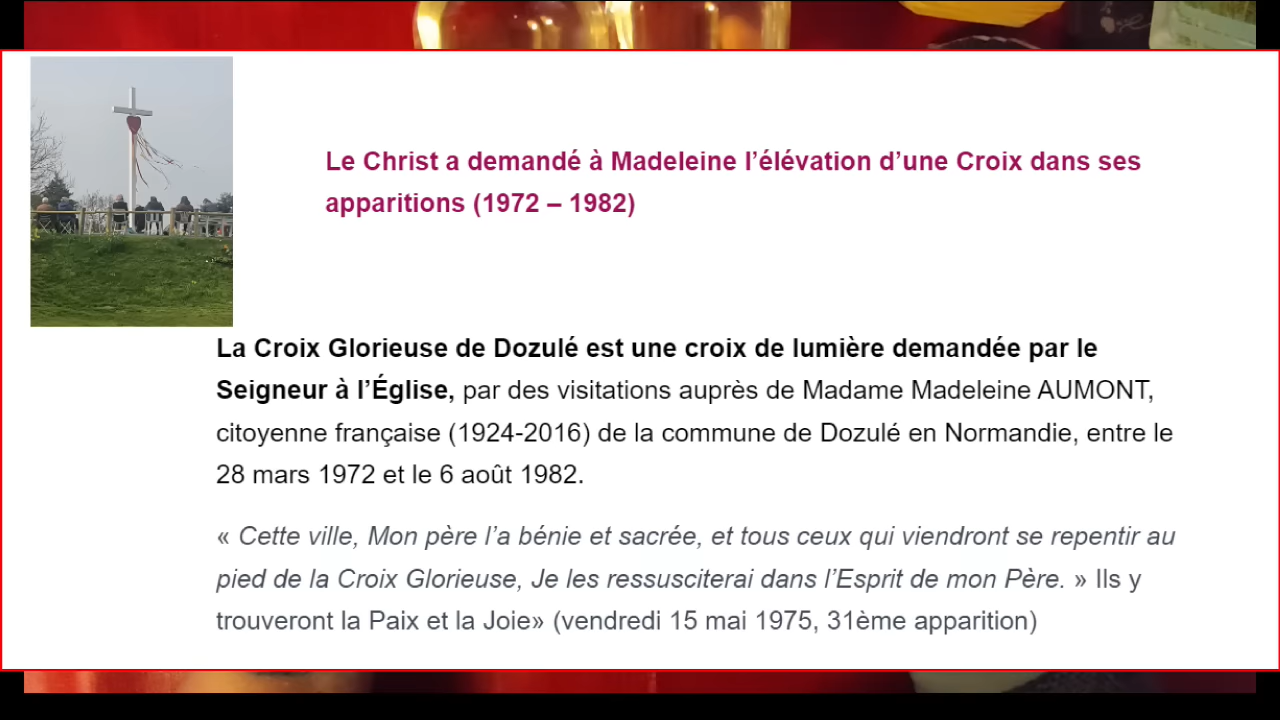 Le Christ a demandé à Madeleine l’élévation d’une Croix dans ses
apparitions (1972 – 1982)
La Croix Glorieuse de Dozulé est une croix de lumière demandée par le
Seigneur à l’Église, par des visitations auprès de Madame Madeleine AUMONT,
citoyenne française (1924-2016) de la commune de Dozulé en Normandie, entre le
28 mars 1972 et le 6 août 1982.
« Cette ville, Mon père l’a bénie et sacrée, et tous ceux qui viendront se repentir au
pied de la Croix Glorieuse, Je les ressusciterai dans l’Esprit de mon Père. » Ils y
trouveront la Paix et la Joie» (vendredi 15 mai 1975, 31ème apparition)